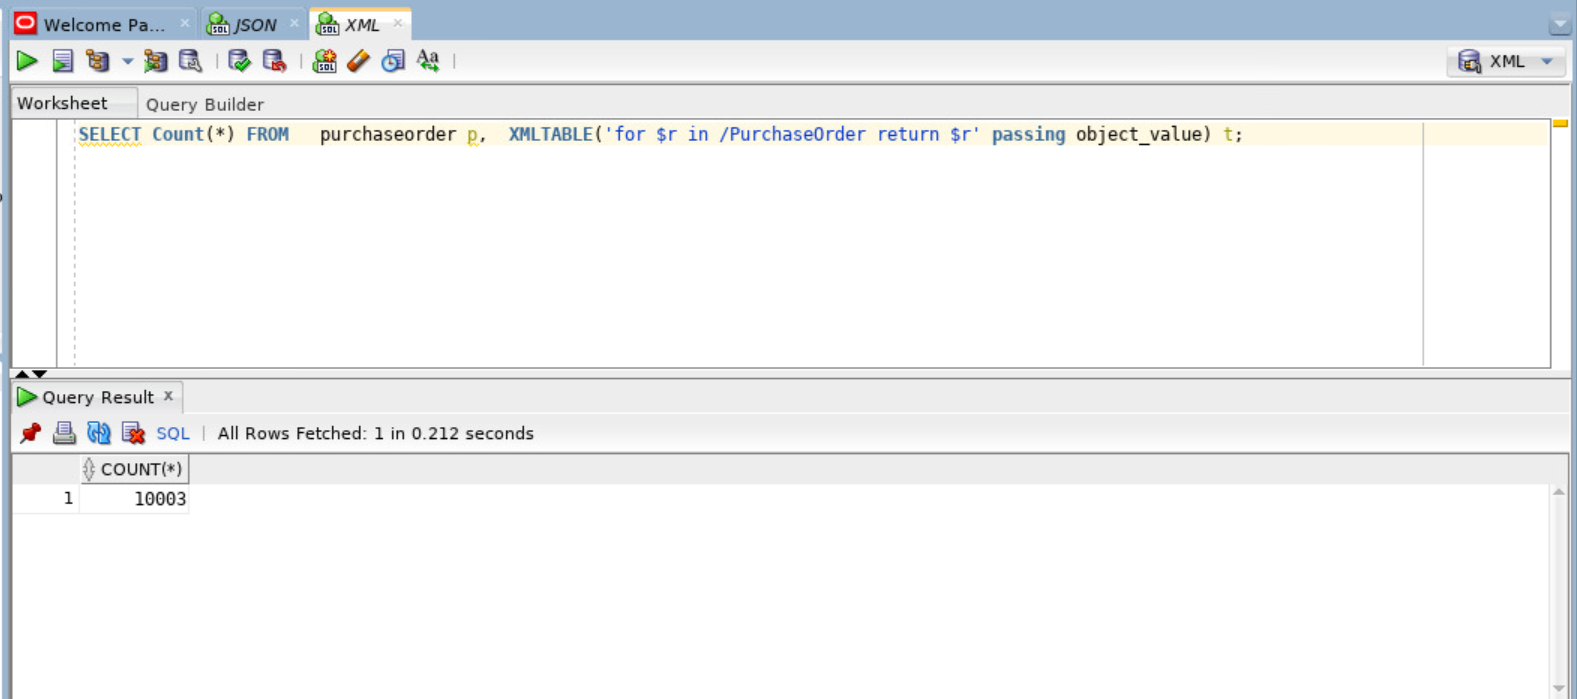 Welcome Pa... JSON XML
XML
Worksheet Query Builder
SELECT Count(*) FROM   purchaseorder p,  XMLTABLE('for $r in /PurchaseOrder return $r' passing object_value) t;
Query Result
SQL | All Rows Fetched: 1 in 0.212 seconds
COUNT(*)
1 10003